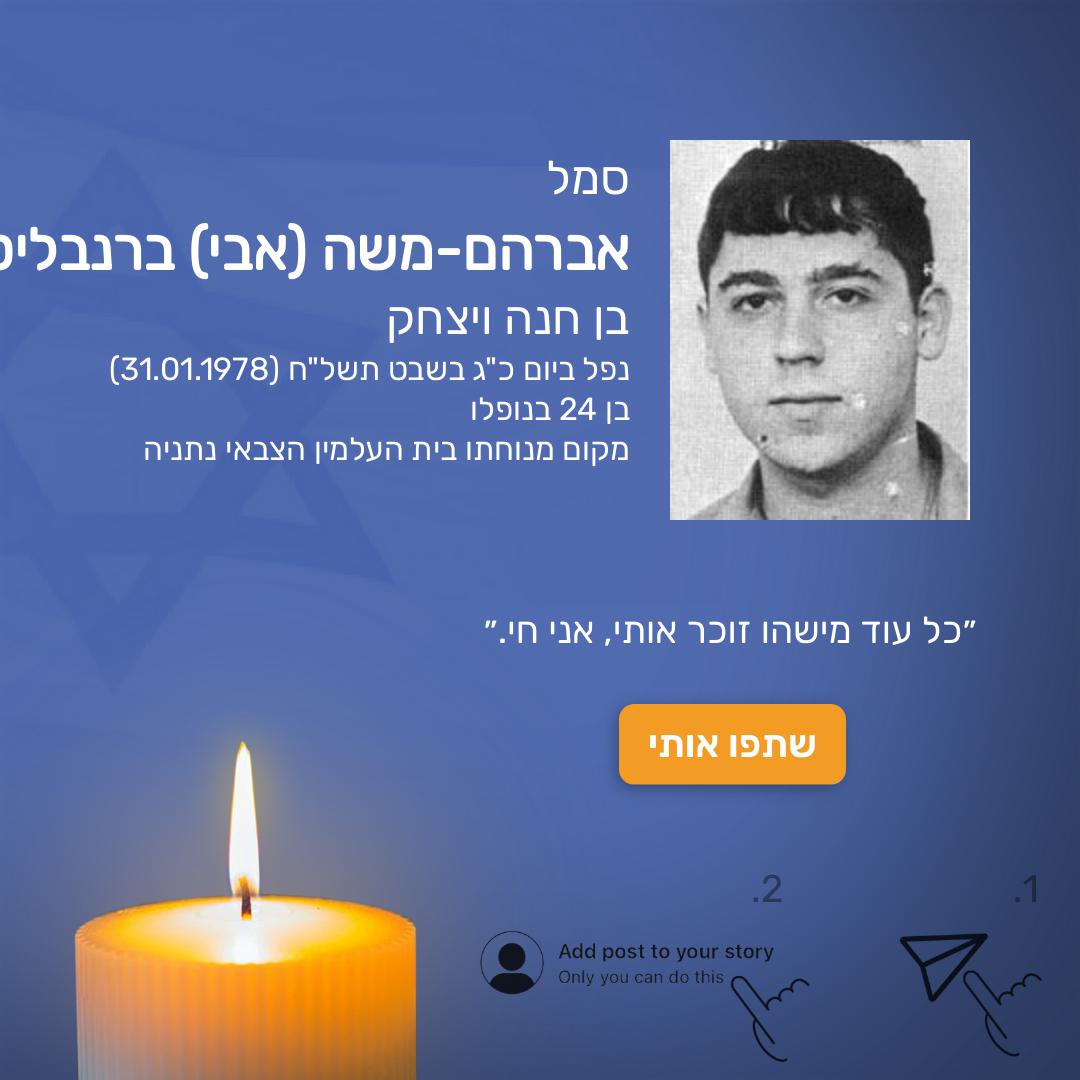 סמל
אברהם-משה (אבי)
בן חנה ויצחק
נפל ביום כ"ג בשבט תשל"ח (31.01.1978)
בן 24 בנופלו
מקום מנוחתו בית העלמין הצבאי נתניה
״כל עוד מישהו זוכר אותי, אני חי.״
שתפו אותי
1.
2.
Add post to your story
Only you can do this